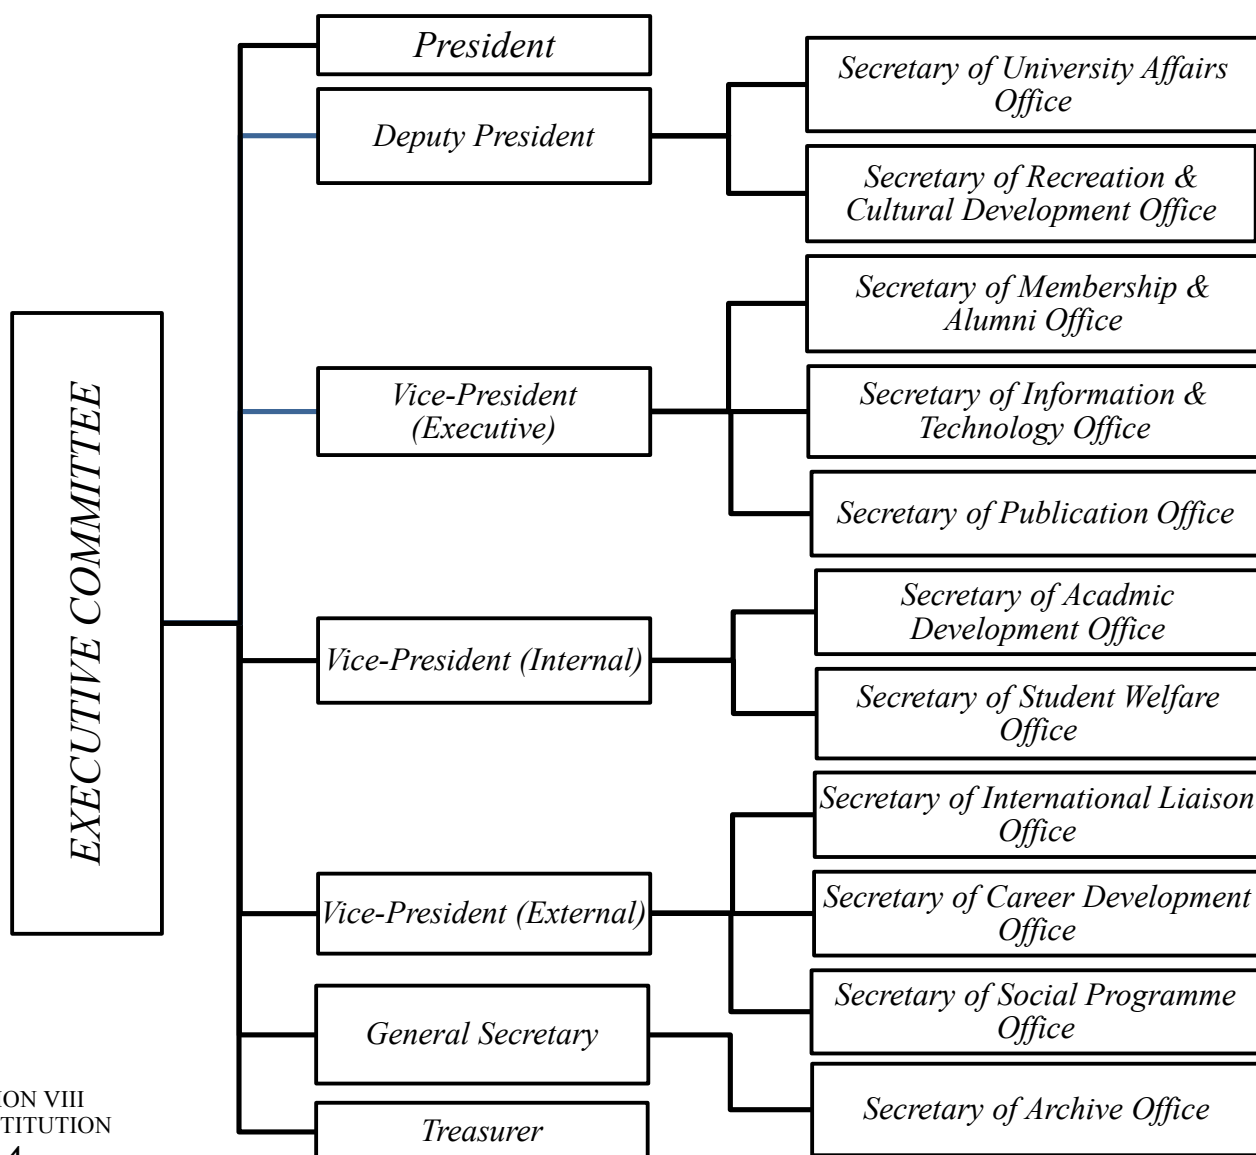 EXECUTIVE COMMITTEE
President
Deputy President
Secretary of University Affairs
Office
Secretary of Recreation &
Cultural Development Office
Vice-President
(Executive)
Secretary of Membership &
Alumni Office
Secretary of Information &
Technology Office
Secretary of Publication Office
Vice-President (Internal)
Secretary of Acadmic
Development Office
Secretary of Student Welfare
Office
Vice-President (External)
Secretary of International Liaison
Office
Secretary of Career Development
Office
Secretary of Social Programme
Office
General Secretary
Secretary of Archive Office
Treasurer
ION VIII
TITUTION